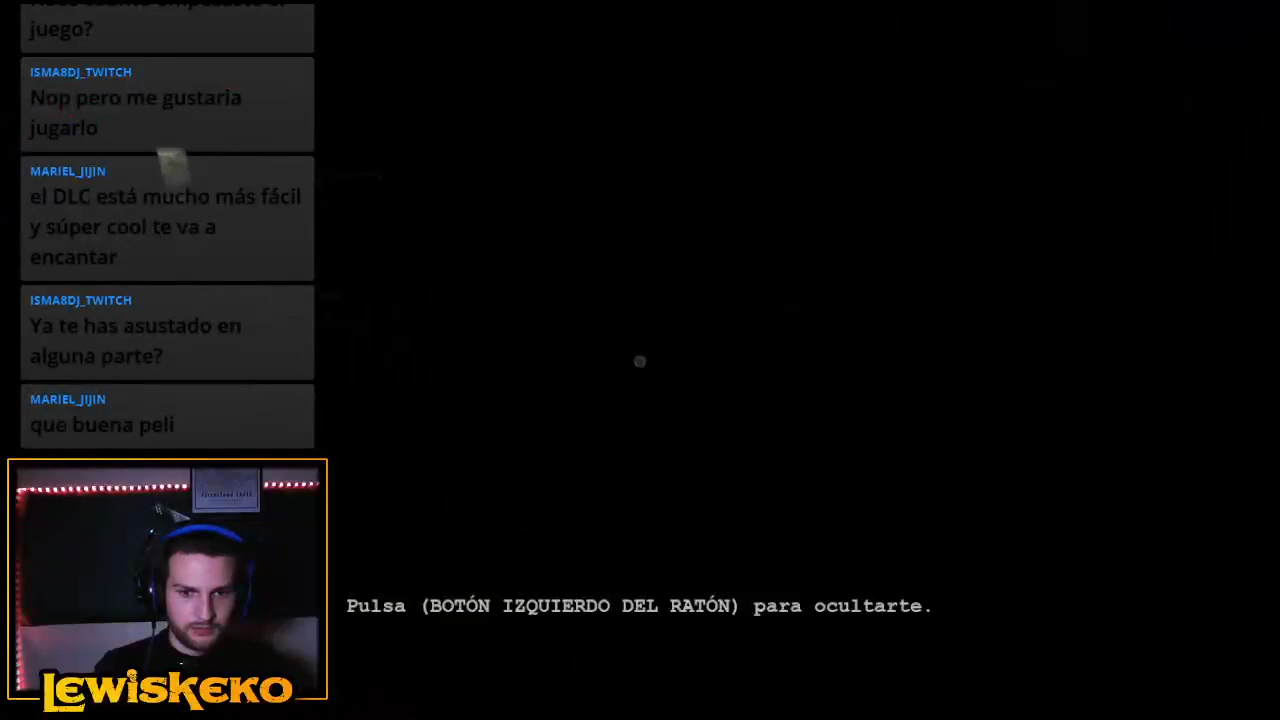 juego?
ISMA8DJ_TWITCH
Nop pero me gustaria
jugarlo
MARIEL_JIJIN
el DLC está mucho más fácil
y súper cool te va a
encantar
ISMA8DJ_TWITCH
Ya te has asustado en
alguna parte?
MARIEL_JIJIN
que buena peli
Pulsa (BOTÓN IZQUIERDO DEL RATÓN) para ocultarte.
LEWISKEKO